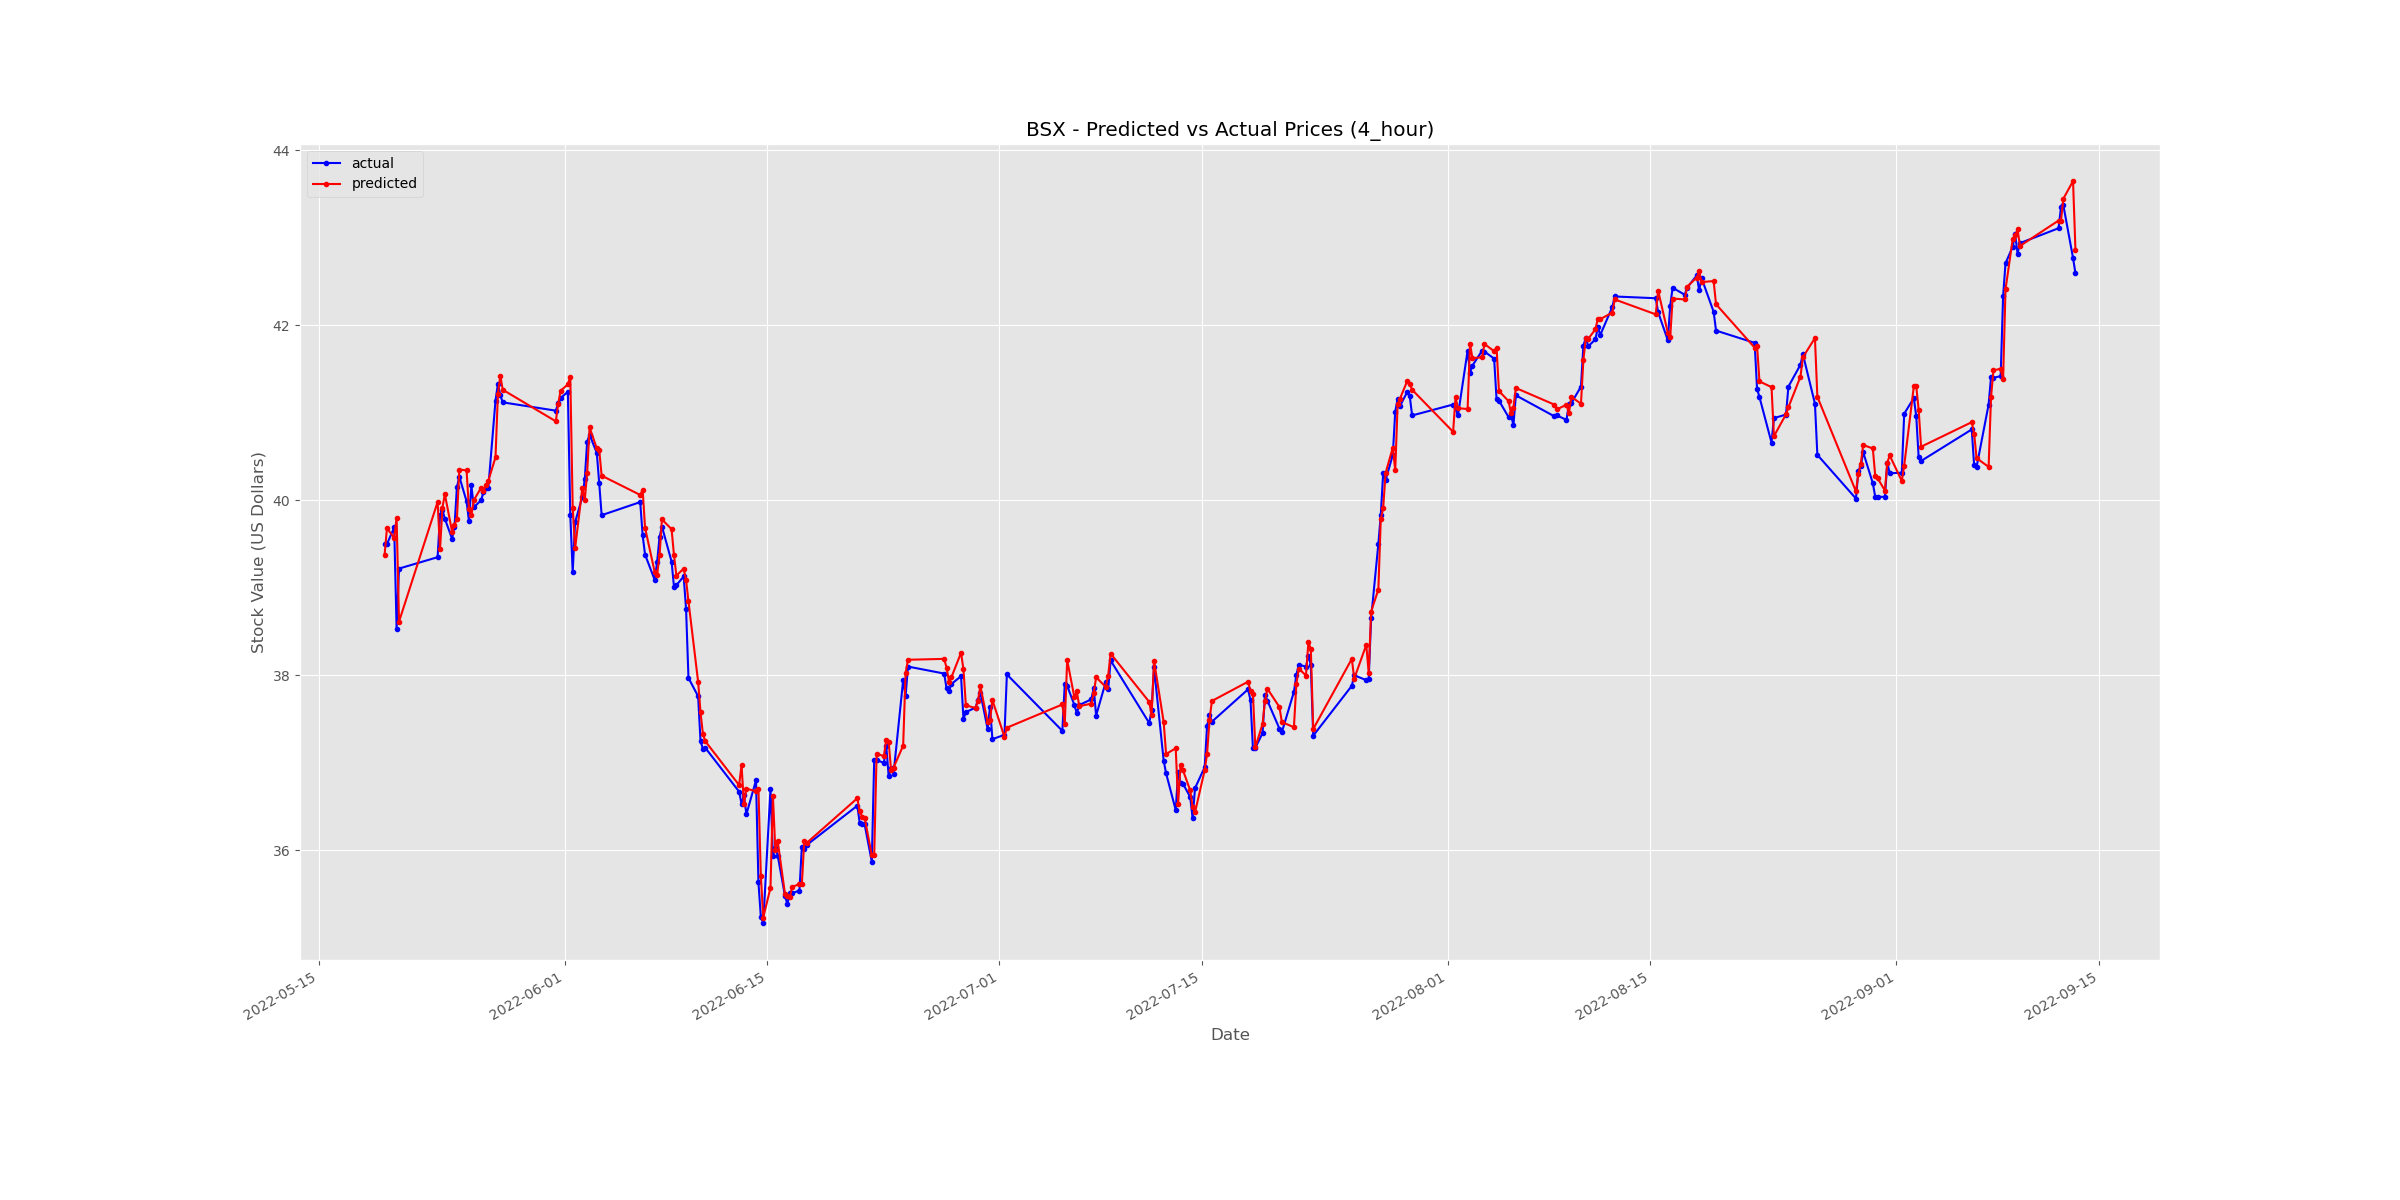 BSX - Predicted vs Actual Prices (4_hour)
actual
predicted
Stock Value (US Dollars)
44
42
40
38
36
2022-05-15
2022-06-01
2022-06-15
2022-07-01
2022-07-15
2022-08-01
2022-08-15
2022-09-01
2022-09-15
Date